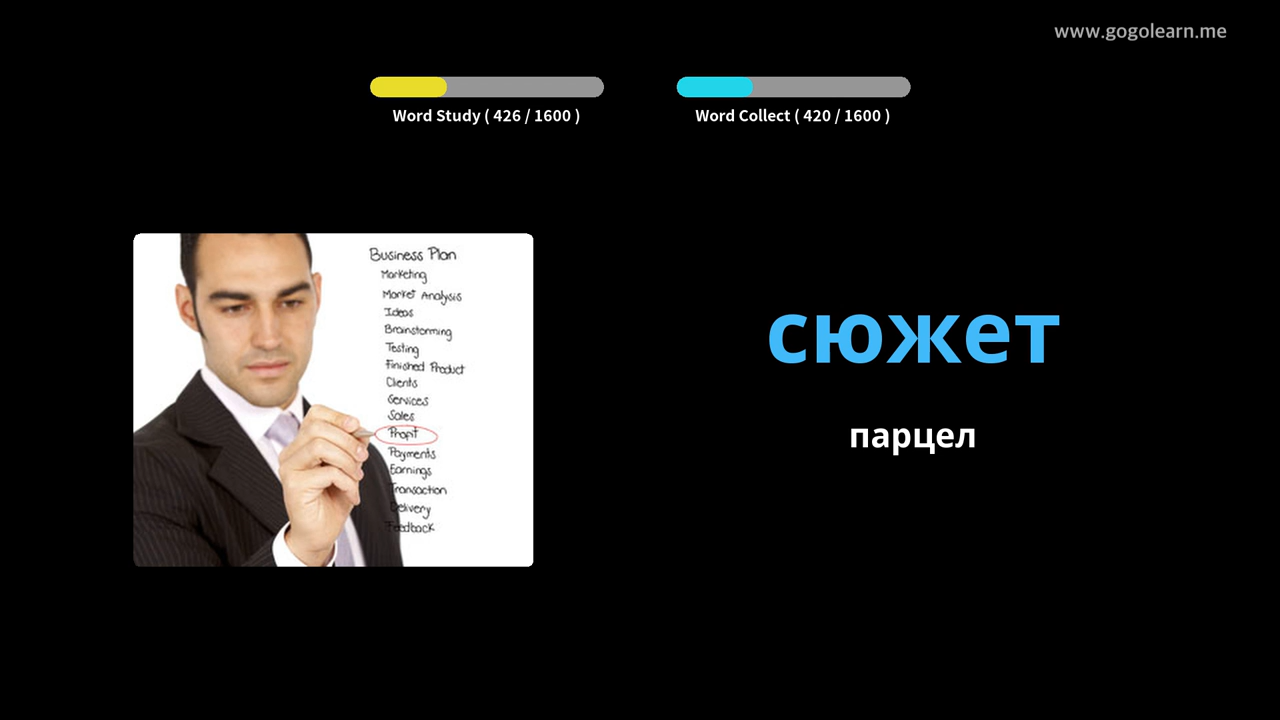 www.gogolearn.me
Word Study ( 426 / 1600 )
Word Collect ( 420 / 1600 )
Business Plan
Marketing
Market Analysis
Ideas
Brainstorming
Testing
Finished Product
Clients
Services
Sales
Profit
Payments
Earnings
Transaction
Delivery
Feedback
сюжет
парцел